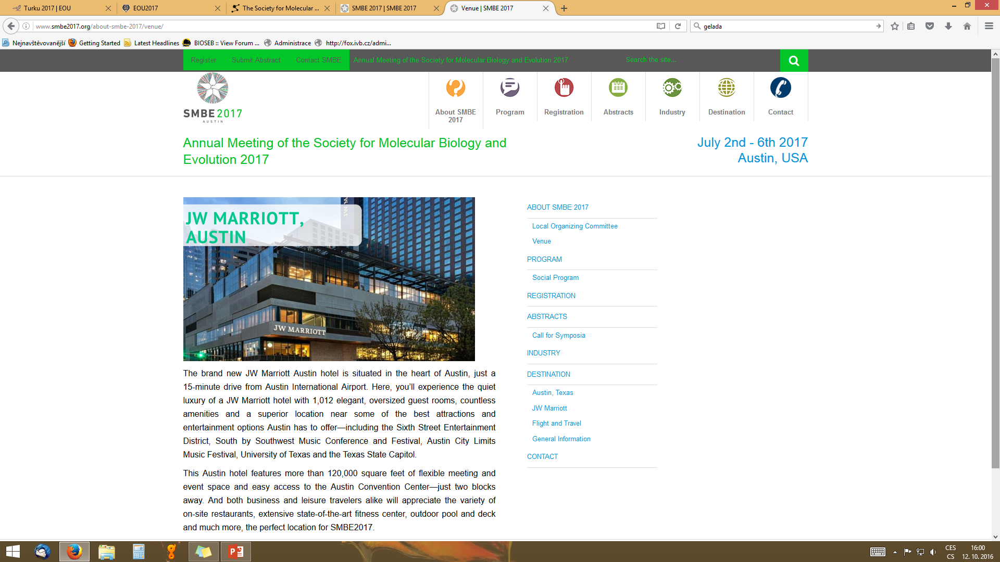 Turku 2017 | EOU
EOU2017
The Society for Molecular ...
SMBE 2017 | SMBE 2017
Venue | SMBE 2017
www.smbe2017.org/about-smbe-2017/venue/
gelada
Nejnavštěvovanější
Getting Started
Latest Headlines
BIOSEB :: View Forum ...
Administrace
http://fox.ivb.cz/admi...
Register
Submit Abstract
Contact SMBE
Annual Meeting of the Society for Molecular Biology and Evolution 2017
Search the site...
SMBE 2017
AUSTIN
About SMBE
2017
Program
Registration
Abstracts
Industry
Destination
Contact
Annual Meeting of the Society for Molecular Biology and
Evolution 2017
July 2nd - 6th 2017
Austin, USA
JW MARRIOTT,
AUSTIN
JW MARRIOTT
The brand new JW Marriott Austin hotel is situated in the heart of Austin, just a
15-minute drive from Austin International Airport. Here, you’ll experience the quiet
luxury of a JW Marriott hotel with 1,012 elegant, oversized guest rooms, countless
amenities and a superior location near some of the best attractions and
entertainment options Austin has to offer—including the Sixth Street Entertainment
District, South by Southwest Music Conference and Festival, Austin City Limits
Music Festival, University of Texas and the Texas State Capitol.
This Austin hotel features more than 120,000 square feet of flexible meeting and
event space and easy access to the Austin Convention Center—just two blocks
away. And both business and leisure travelers alike will appreciate the variety of
on-site restaurants, extensive state-of-the-art fitness center, outdoor pool and deck
and much more, the perfect location for SMBE2017.
ABOUT SMBE 2017
Local Organizing Committee
Venue
PROGRAM
Social Program
REGISTRATION
ABSTRACTS
Call for Symposia
INDUSTRY
DESTINATION
Austin, Texas
JW Marriott
Flight and Travel
General Information
CONTACT
CES
CS
16:00
12. 10. 2016